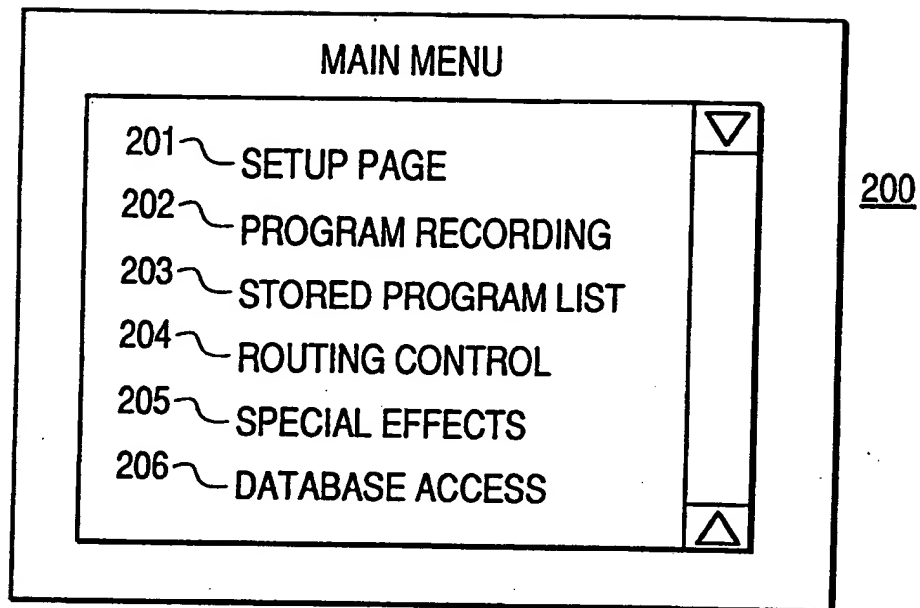 MAIN MENU
201 SETUP PAGE
202 PROGRAM RECORDING
203 STORED PROGRAM LIST
204 ROUTING CONTROL
205 SPECIAL EFFECTS
206 DATABASE ACCESS
200